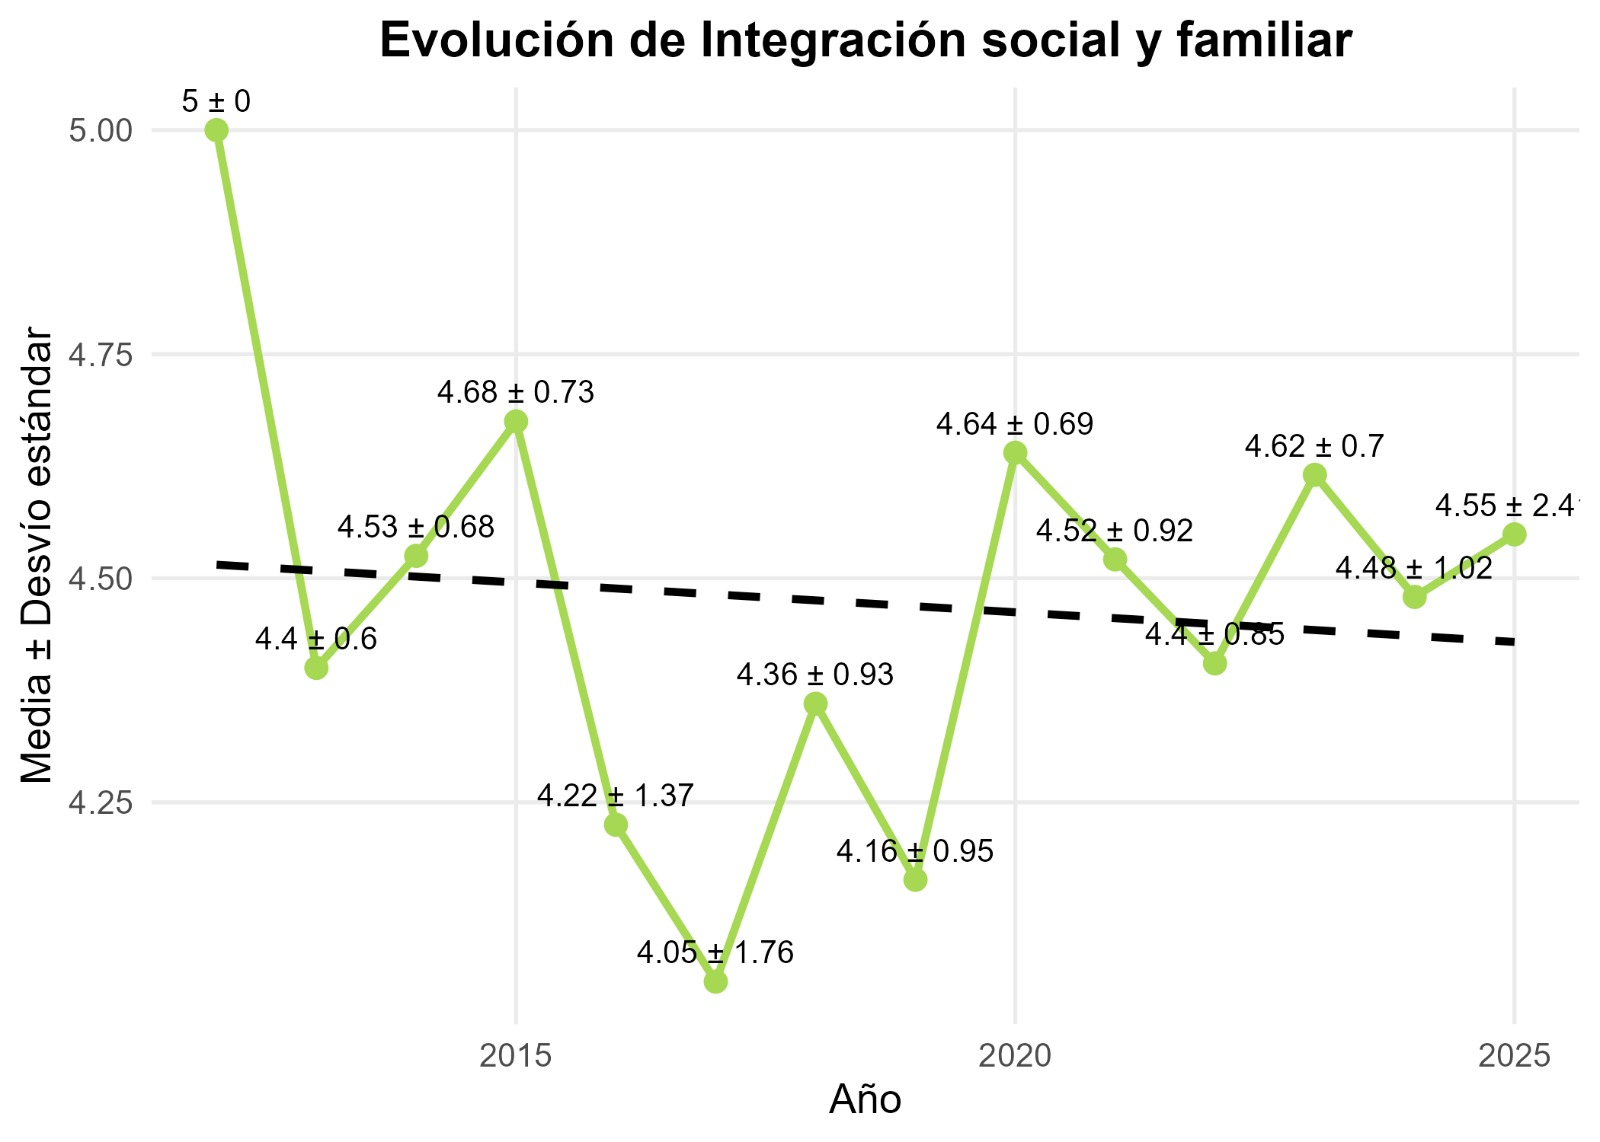 Evolución de Integración social y familiar
Media ± Desvío estándar
5.00
4.75
4.50
4.25
5 ± 0
4.4 ± 0.6
4.53 ± 0.68
4.68 ± 0.73
4.22 ± 1.37
4.05 ± 1.76
4.36 ± 0.93
4.16 ± 0.95
4.64 ± 0.69
4.52 ± 0.92
4.4 ± 0.85
4.62 ± 0.7
4.48 ± 1.02
4.55 ±
2015
2020
2025
Año